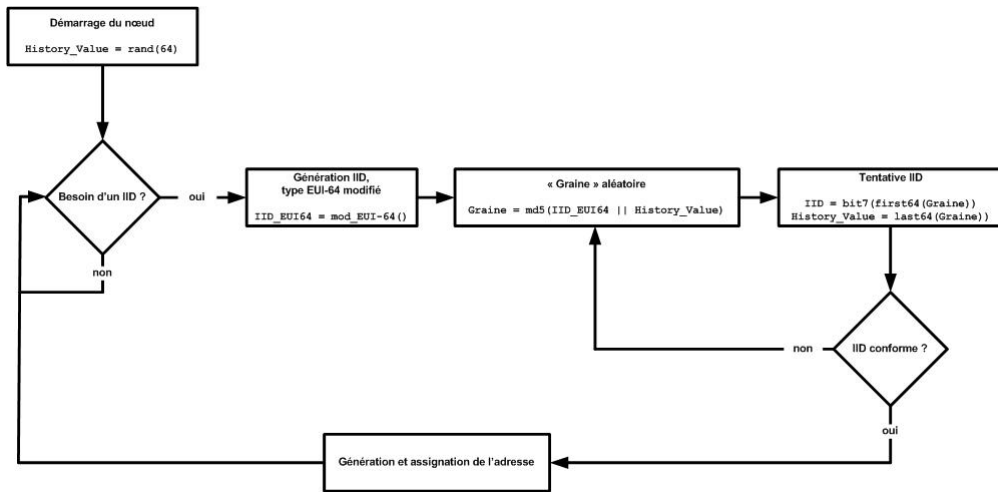 Démarrage du nœud
History_Value = rand(64)
Besoin d'un IID ?
oui
non
Génération IID,
type EUI-64 modifié
IID_EUI64 = mod_EUI-64()
« Graine » aléatoire
Graine = md5(IID_EUI64 || History_Value)
Tentative IID
IID = bit7(first64(Graine))
History_Value = last64(Graine))
IID conforme ?
non
oui
Génération et assignation de l'adresse